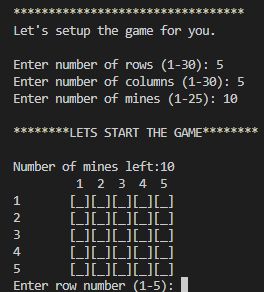 *********************************
Let's setup the game for you.
Enter number of rows (1-30): 5
Enter number of columns (1-30): 5
Enter number of mines (1-25): 10
********LETS START THE GAME********
Number of mines left:10
1 2 3 4 5
1 [_][_][_][_][_]
2 [_][_][_][_][_]
3 [_][_][_][_][_]
4 [_][_][_][_][_]
5 [_][_][_][_][_]
Enter row number (1-5):